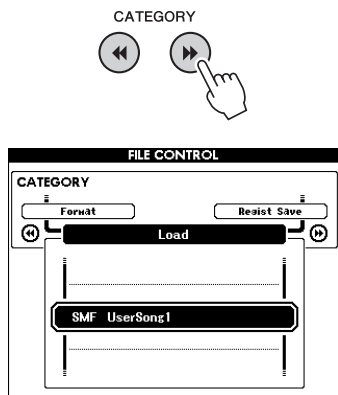 CATEGORY
FILE CONTROL
CATEGORY
Format
Regist Save
Load
SMF UserSong1